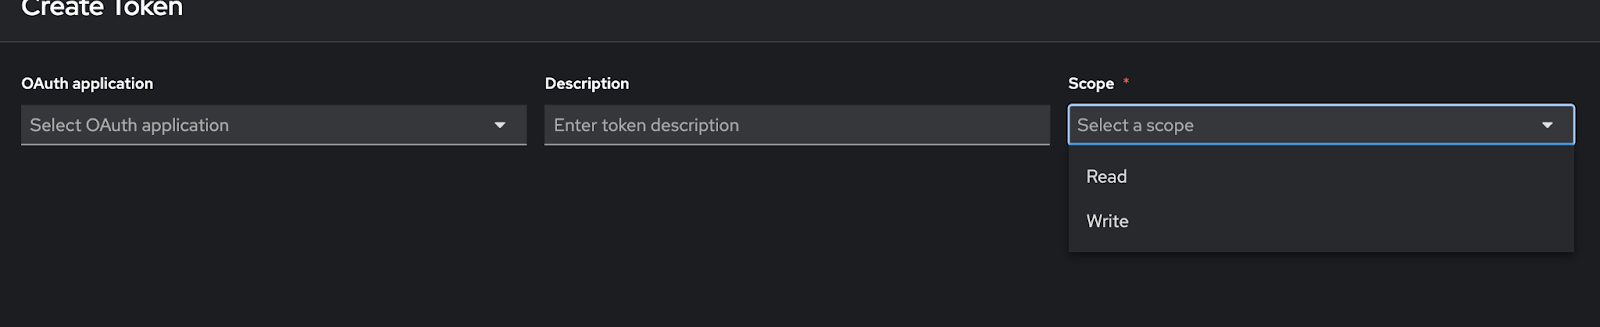 Create Token
OAuth application
Description
Scope *
Select OAuth application
Enter token description
Select a scope
Read
Write